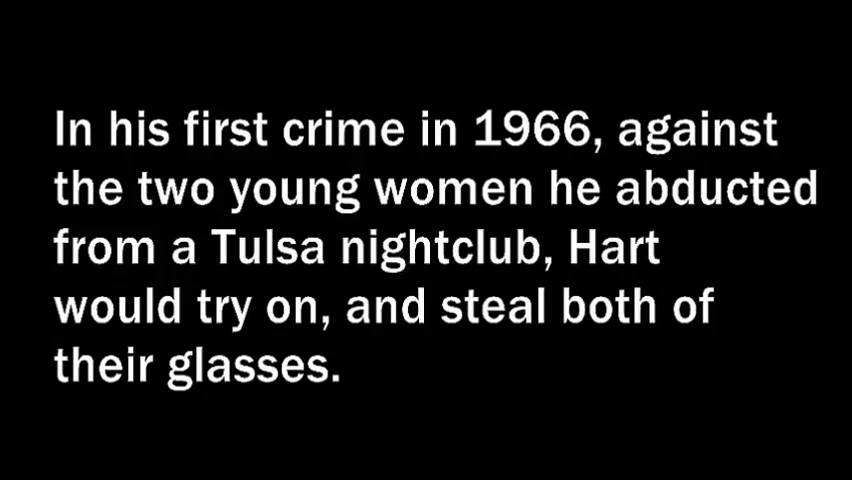 In his first crime in 1966, against
the two young women he abducted
from a Tulsa nightclub, Hart
would try on, and steal both of
their glasses.